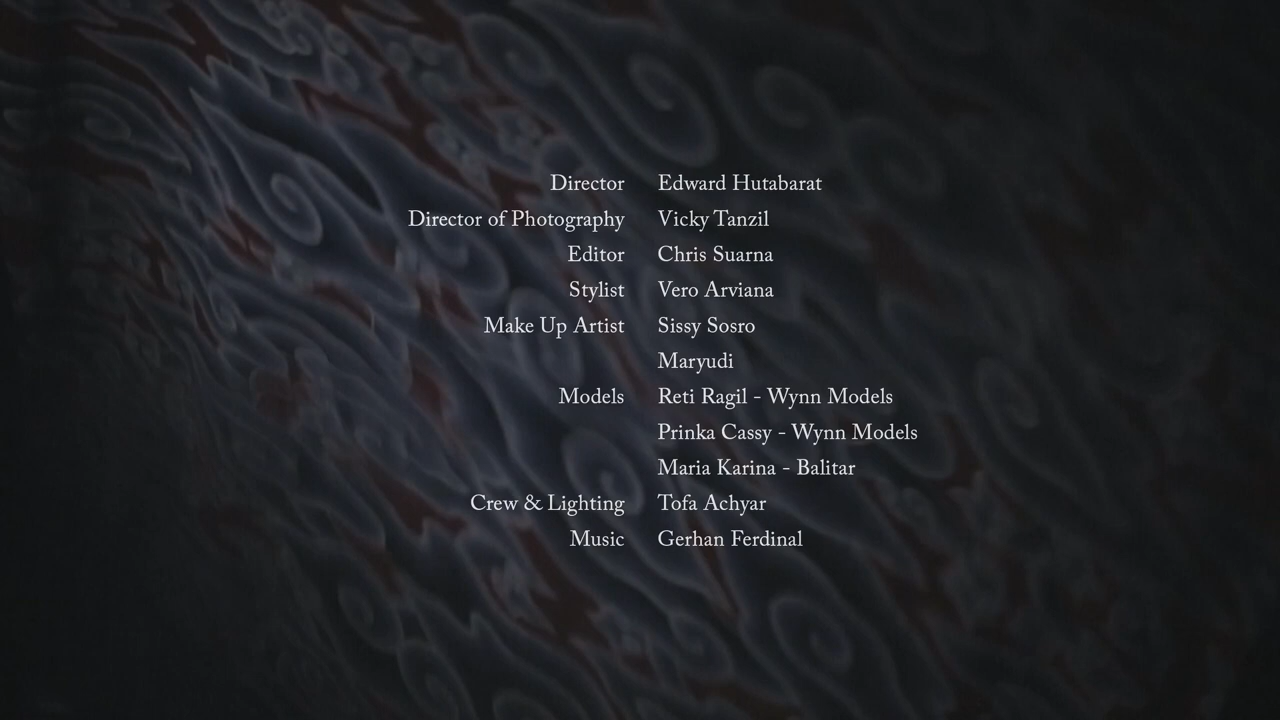 Director Edward Hutabarat
Director of Photography Vicky Tanzil
Editor Chris Suarna
Stylist Vero Arviana
Make Up Artist Sissy Sosro
Maryudi
Models Reti Ragil - Wynn Models
Prinka Cassy - Wynn Models
Maria Karina - Balitar
Crew & Lighting Tofa Achyar
Music Gerhan Ferdinal